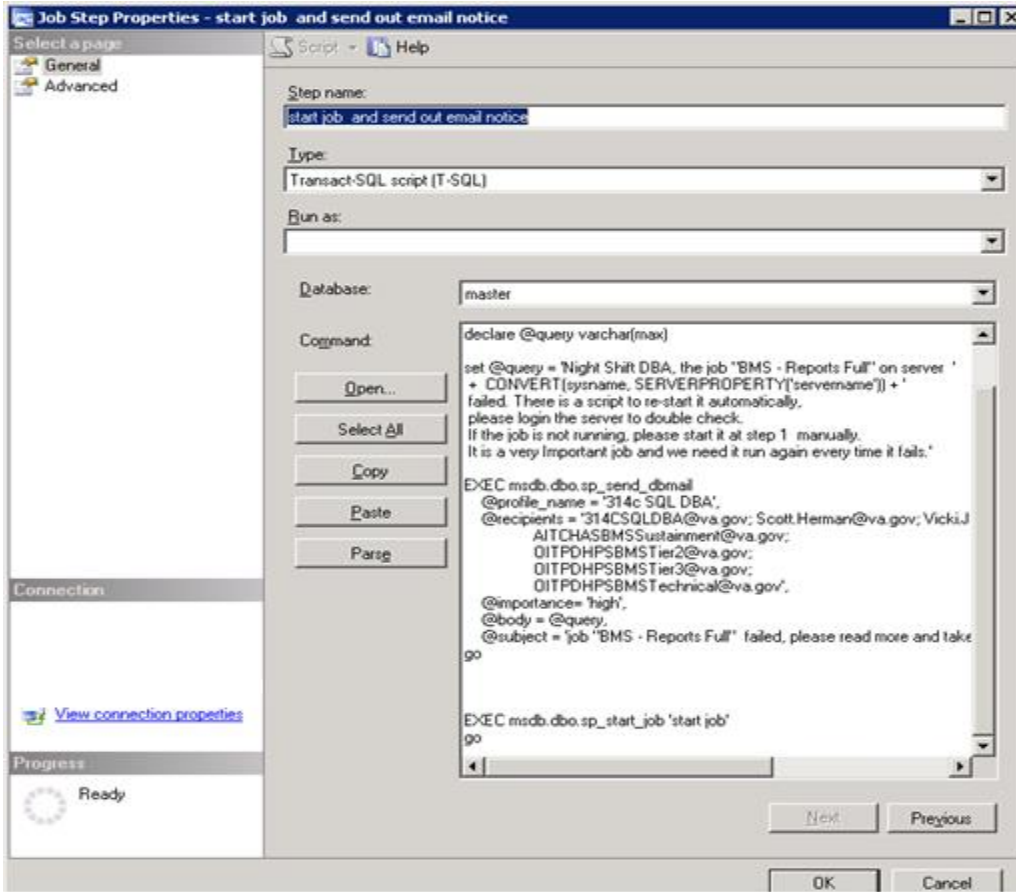 Job Step Properties - start job  and send out email notice
Select a page
General
Advanced
Script
Help
Step name:
start job  and send out email notice
Type:
Transact-SQL script (T-SQL)
Run as:
Database:
master
Command:
Open...
Select All
Copy
Paste
Parse
declare @query varchar(max)
set @query = 'Night Shift DBA, the job "BMS - Reports Full" on server  '
+  CONVERT(sysname, SERVERPROPERTY('servername')) + '
failed. There is a script to re-start it automatically,
please login the server to double check.
If the job is not running, please start it at step 1  manually.
It is a very Important job and we need it run again every time it fails.'
EXEC msdb.dbo.sp_send_dbmail
@profile_name = '314c SQL DBA',
@recipients = '314CSQLDBA@va.gov; Scott.Herman@va.gov; Vicki.J
AITCHASBMSSustainment@va.gov;
OITPDHPSBMSTier2@va.gov;
OITPDHPSBMSTier3@va.gov;
OITPDHPSBMSTechnical@va.gov',
@importance= 'high',
@body = @query,
@subject = 'job "BMS - Reports Full"  failed, please read more and take
go
EXEC msdb.dbo.sp_start_job 'start job'
go
Connection
View connection properties
Progress
Ready
Next
Previous
OK
Cancel